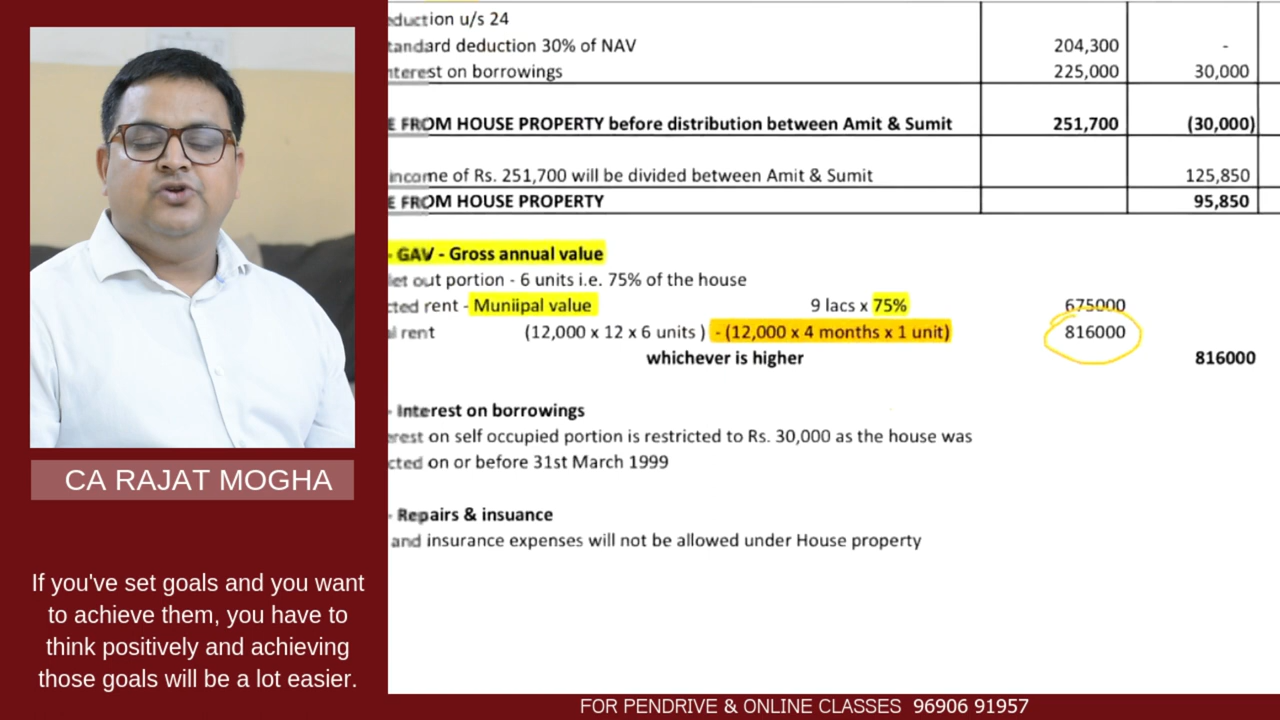 CA RAJAT MOGHA
If you've set goals and you want
to achieve them, you have to
think positively and achieving
those goals will be a lot easier.
eduction u/s 24
tandard deduction 30% of NAV 204,300 -
nterest on borrowings 225,000 30,000
E FROM HOUSE PROPERTY before distribution between Amit & Sumit 251,700 (30,000)
income of Rs. 251,700 will be divided between Amit & Sumit 125,850
E FROM HOUSE PROPERTY 95,850
- GAV - Gross annual value
let out portion - 6 units i.e. 75% of the house
cted rent - Muniipal value 9 lacs x 75% 675000
l rent (12,000 x 12 x 6 units ) - (12,000 x 4 months x 1 unit) 816000
whichever is higher 816000
- Interest on borrowings
erest on self occupied portion is restricted to Rs. 30,000 as the house was
cted on or before 31st March 1999
- Repairs & insuance
and insurance expenses will not be allowed under House property
FOR PENDRIVE & ONLINE CLASSES 96906 91957